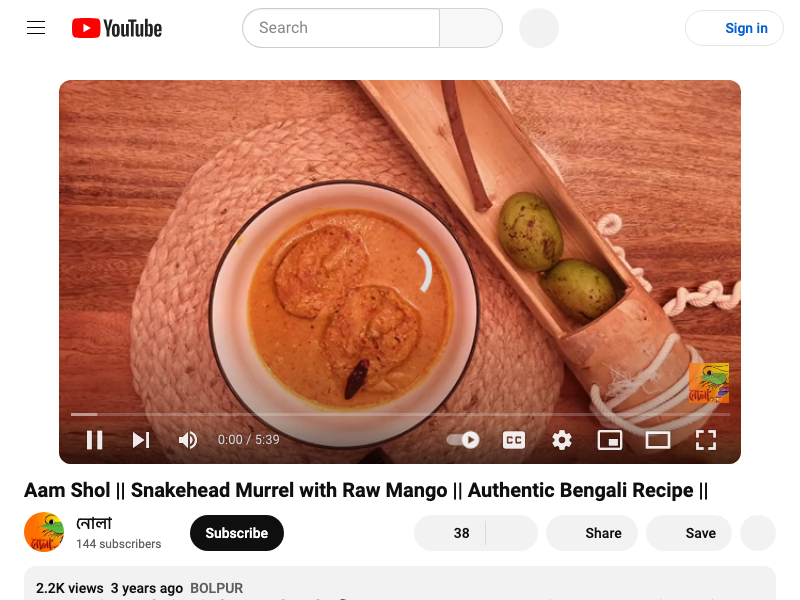 YouTube
Search
Sign in
0:00 / 5:39
CC
Aam Shol || Snakehead Murrel with Raw Mango || Authentic Bengali Recipe ||
নোলা
144 subscribers
Subscribe
38
Share
Save
2.2K views 3 years ago BOLPUR